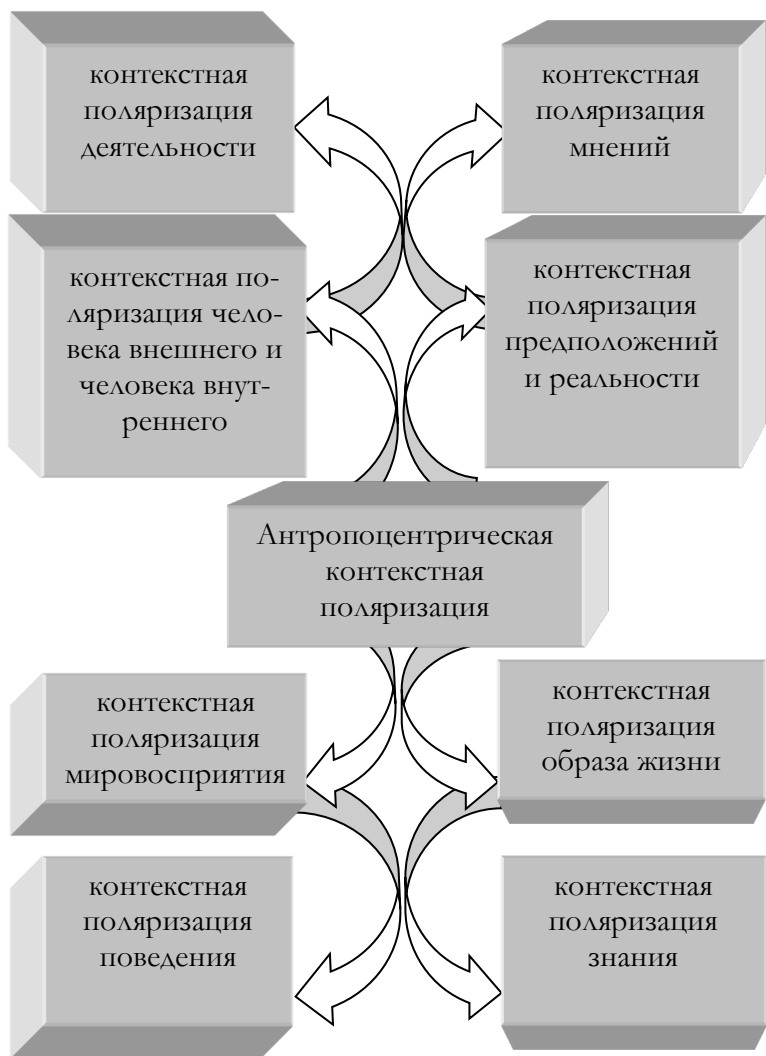 контекстная
поляризация
деятельности
контекстная
поляризация
мнений
контекстная по-
ляризация чело-
века внешнего и
человека внут-
реннего
контекстная
поляризация
предположений
и реальности
Антропоцентрическая
контекстная
поляризация
контекстная
поляризация
мировосприятия
контекстная
поляризация
образа жизни
контекстная
поляризация
поведения
контекстная
поляризация
знания